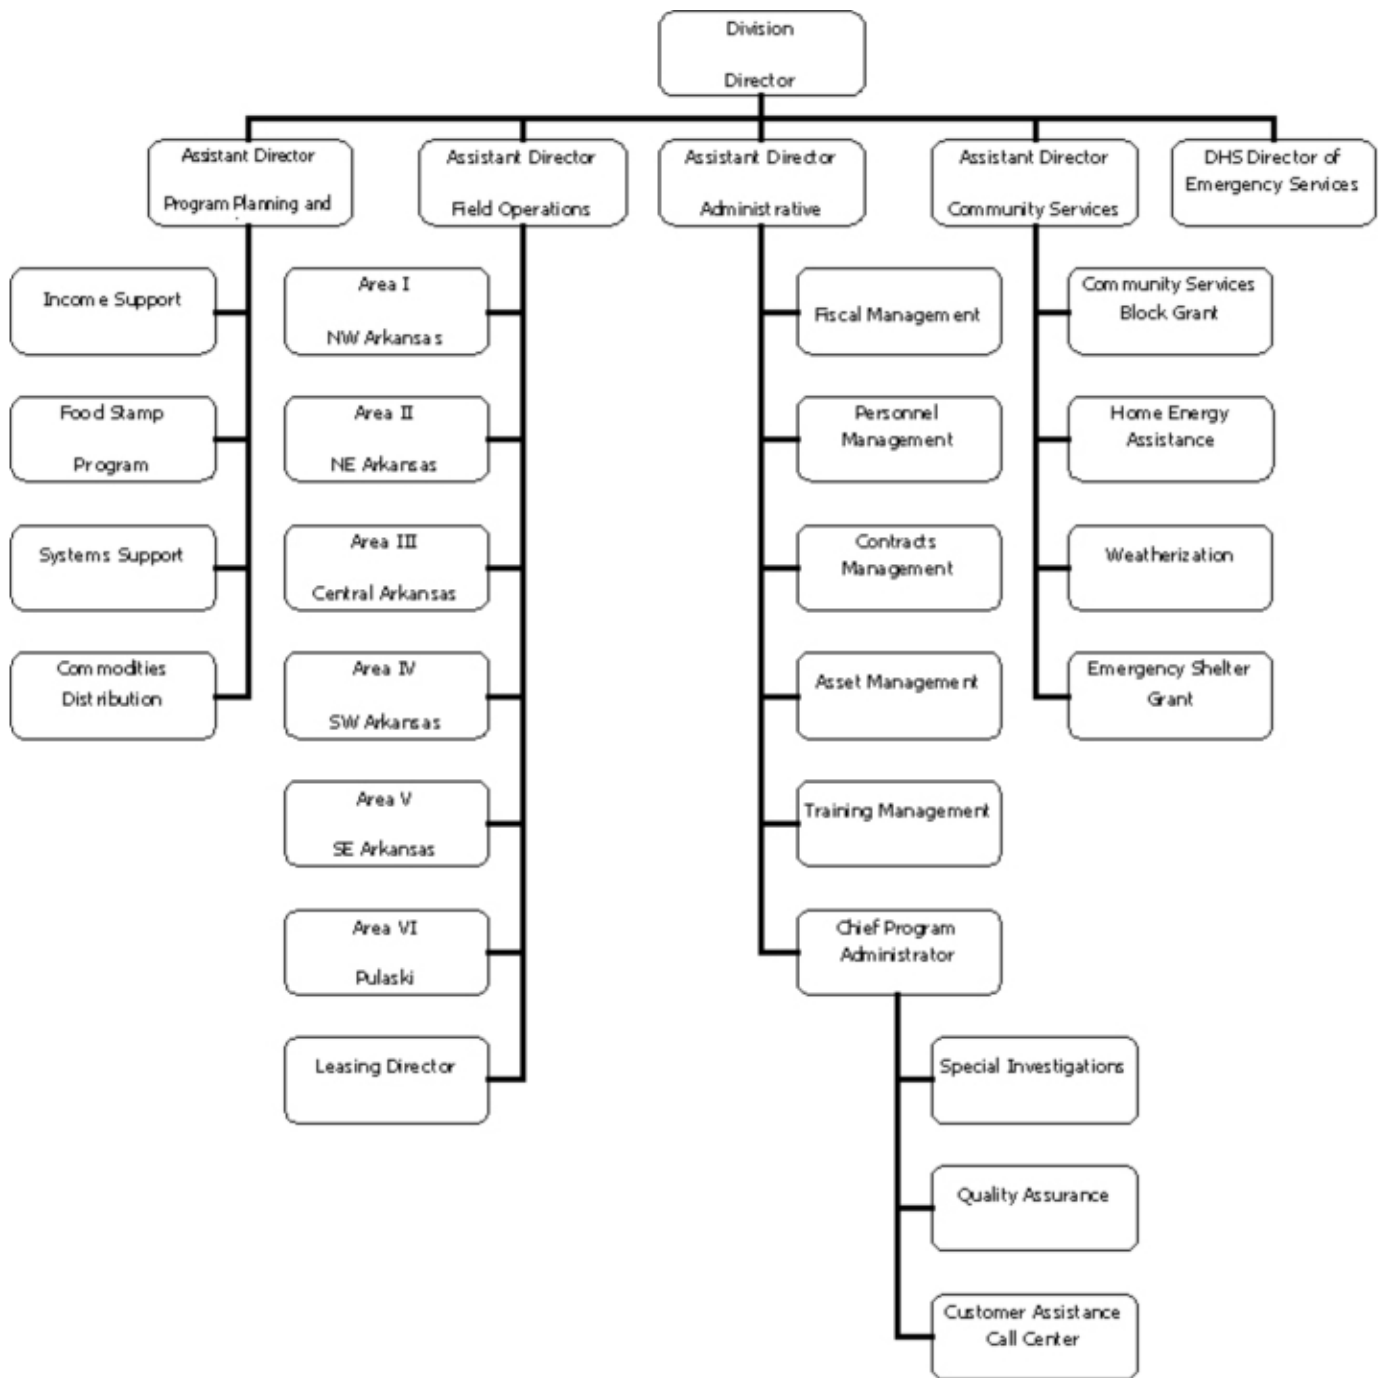 Division
Director
Assistant Director
Program Planning and
Assistant Director
Field Operations
Assistant Director
Administrative
Assistant Director
Community Services
DHS Director of
Emergency Services
Income Support
Food Stamp
Program
Systems Support
Commodities
Distribution
Area I
NW Arkansas
Area II
NE Arkansas
Area III
Central Arkansas
Area IV
SW Arkansas
Area V
SE Arkansas
Area VI
Pulaski
Leasing Director
Fiscal Management
Personnel
Management
Contracts
Management
Asset Management
Training Management
Chief Program
Administrator
Special Investigations
Quality Assurance
Customer Assistance
Call Center
Community Services
Block Grant
Home Energy
Assistance
Weatherization
Emergency Shelter
Grant